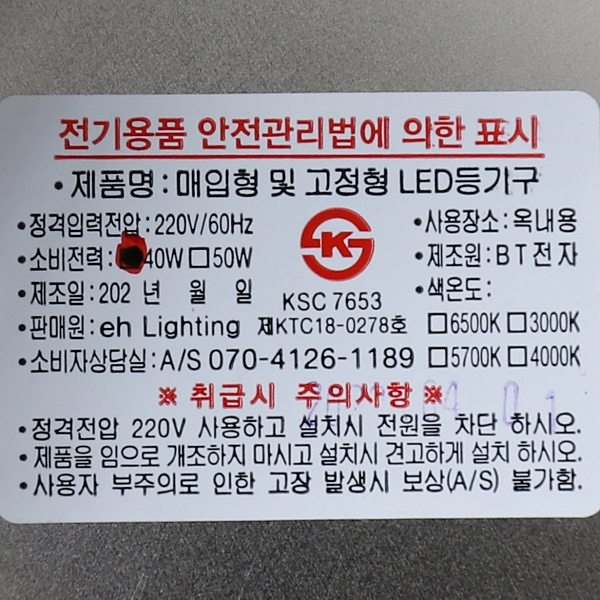 전기용품 안전관리법에 의한 표시
•제품명:매입형 및 고정형 LED등기구
•정격입력전압:220V/60Hz
•사용장소:옥내용
•소비전력:■40W □50W
•제조원:BT전자
•제조일:202 년 월 일
K
KSC 7653
•색온도:
•판매원:eh Lighting 제KTC18-0278호 □6500K □3000K
•소비자상담실:A/S 070-4126-1189 □5700K □4000K
※ 취급시 주의사항 ※
•정격전압 220V 사용하고 설치시 전원을 차단 하시오.
•제품을 임으로 개조하지 마시고 설치시 견고하게 설치 하시오.
•사용자 부주의로 인한 고장 발생시 보상(A/S) 불가함.